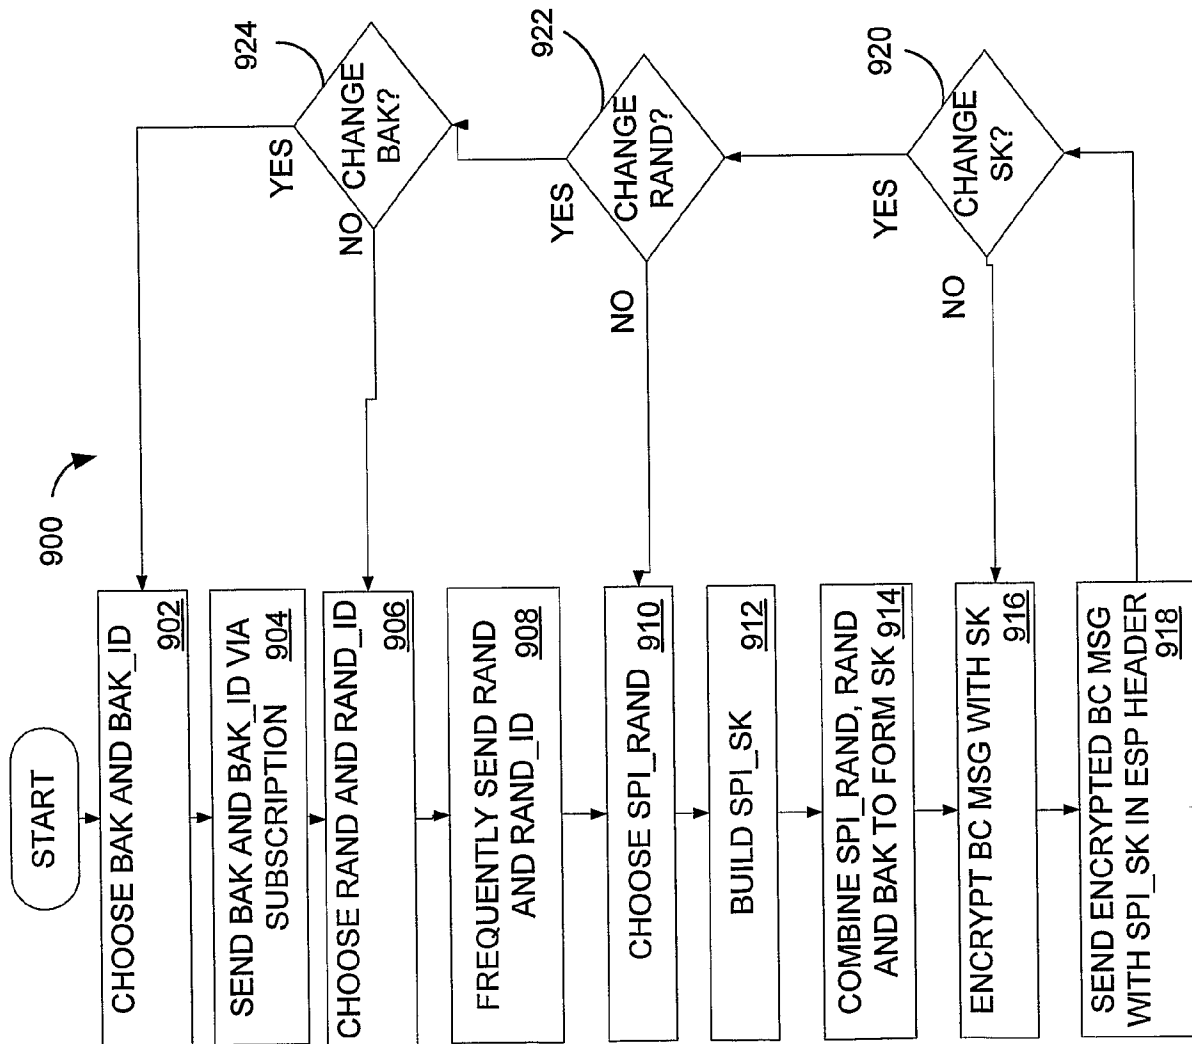 900
START
CHOOSE BAK AND BAK_ID
902
SEND BAK AND BAK_ID VIA
SUBSCRIPTION
904
CHOOSE RAND AND RAND_ID
906
FREQUENTLY SEND RAND
AND RAND_ID
908
CHOOSE SPI_RAND
910
BUILD SPI_SK
912
COMBINE SPI_RAND, RAND
AND BAK TO FORM SK
914
ENCRYPT BC MSG WITH SK
916
SEND ENCRYPTED BC MSG
WITH SPI_SK IN ESP HEADER
918
CHANGE
SK?
920
YES
NO
CHANGE
RAND?
922
YES
NO
CHANGE
BAK?
924
YES
NO